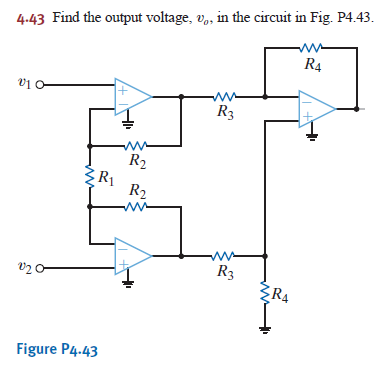 4.43 Find the output voltage, vₒ, in the circuit in Fig. P4.43.
R4
v1
+
−
R3
−
+
R2
R1
R2
−
+
v2
R3
R4
Figure P4.43